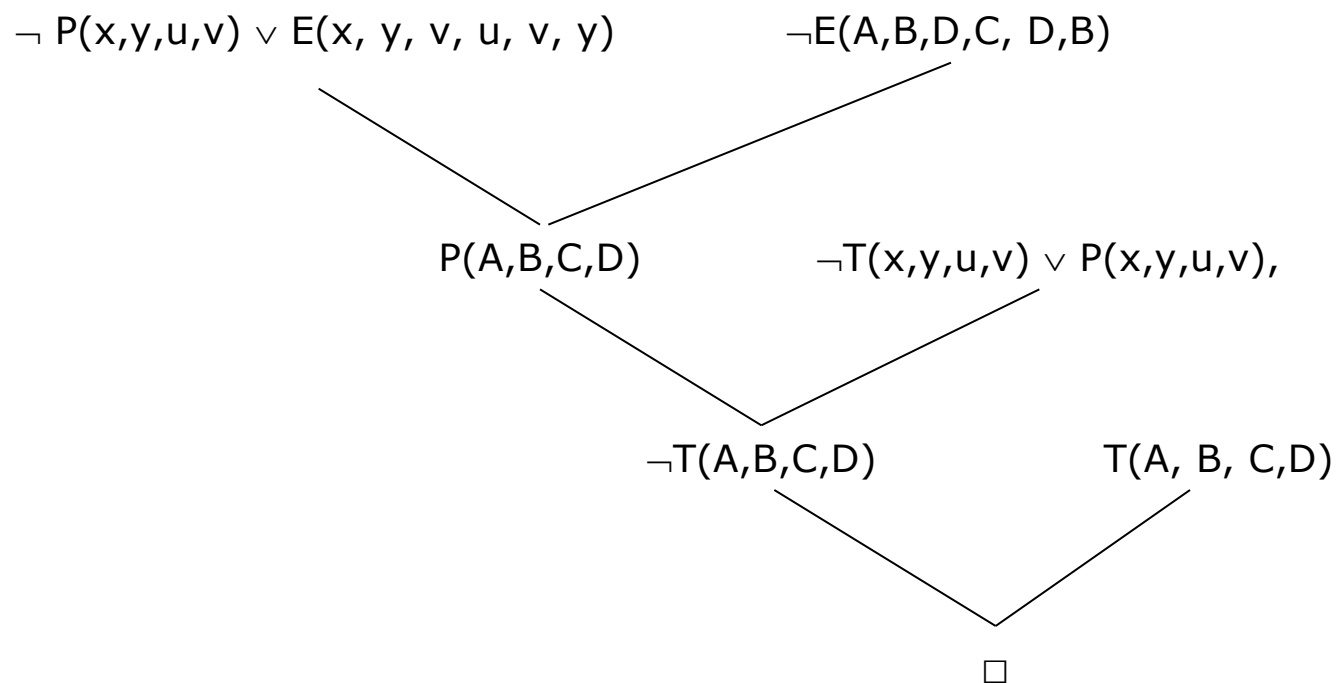 ¬ P(x,y,u,v) ∨ E(x, y, v, u, v, y) ¬E(A,B,D,C, D,B)
P(A,B,C,D) ¬T(x,y,u,v) ∨ P(x,y,u,v),
¬T(A,B,C,D) T(A, B, C,D)
□